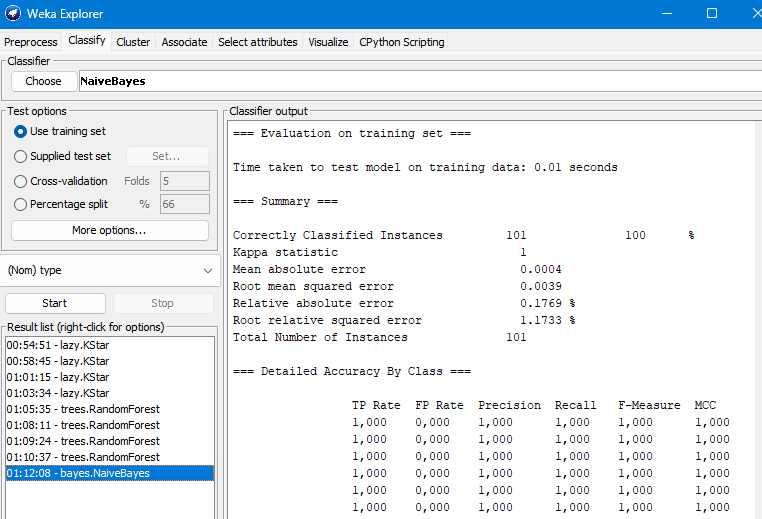 Weka Explorer
Preprocess Classify Cluster Associate Select attributes Visualize CPython Scripting
Classifier
Choose NaiveBayes
Test options
Use training set
Supplied test set Set...
Cross-validation Folds 5
Percentage split % 66
More options...
(Nom) type
Start Stop
Result list (right-click for options)
00:54:51 - lazy.KStar
00:58:45 - lazy.KStar
01:01:15 - lazy.KStar
01:03:34 - lazy.KStar
01:05:35 - trees.RandomForest
01:08:11 - trees.RandomForest
01:09:24 - trees.RandomForest
01:10:37 - trees.RandomForest
01:12:08 - bayes.NaiveBayes
Classifier output
=== Evaluation on training set ===
Time taken to test model on training data: 0.01 seconds
=== Summary ===
Correctly Classified Instances 101 100 %
Kappa statistic 1
Mean absolute error 0.0004
Root mean squared error 0.0039
Relative absolute error 0.1769 %
Root relative squared error 1.1733 %
Total Number of Instances 101
=== Detailed Accuracy By Class ===
TP Rate FP Rate Precision Recall F-Measure MCC
1,000 0,000 1,000 1,000 1,000 1,000
1,000 0,000 1,000 1,000 1,000 1,000
1,000 0,000 1,000 1,000 1,000 1,000
1,000 0,000 1,000 1,000 1,000 1,000
1,000 0,000 1,000 1,000 1,000 1,000
1,000 0,000 1,000 1,000 1,000 1,000